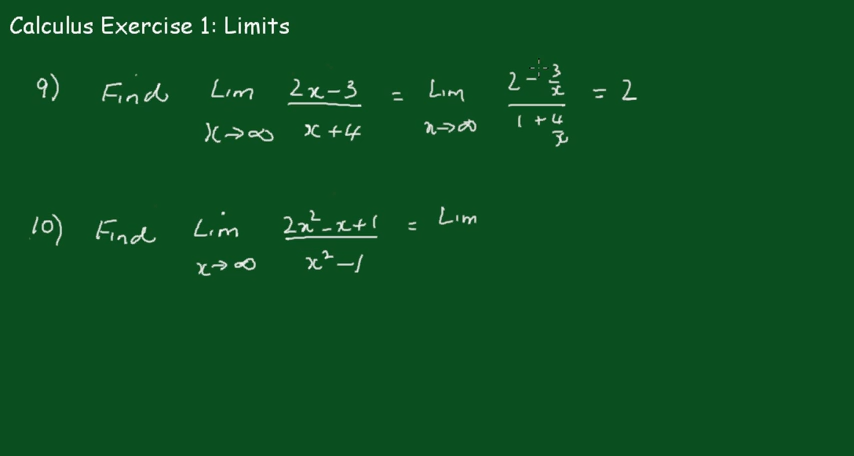 Calculus Exercise 1: Limits
9) Find Lim x→∞ (2x-3)/(x+4) = Lim x→∞ (2 - 3/x)/(1 + 4/x) = 2
10) Find Lim x→∞ (2x² - x + 1)/(x² - 1) = Lim